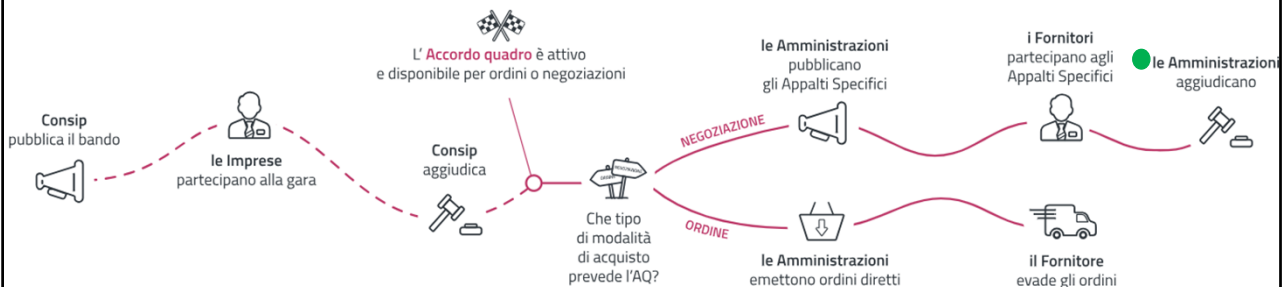 Consip
pubblica il bando
le Imprese
partecipano alla gara
L' Accordo quadro è attivo
e disponibile per ordini o negoziazioni
Consip
aggiudica
Che tipo
di modalità
di acquisto
prevede l'AQ?
NEGOZIAZIONE
le Amministrazioni
pubblicano
gli Appalti Specifici
i Fornitori
partecipano agli
Appalti Specifici
le Amministrazioni
aggiudicano
ORDINE
le Amministrazioni
emettono ordini diretti
il Fornitore
evade gli ordini